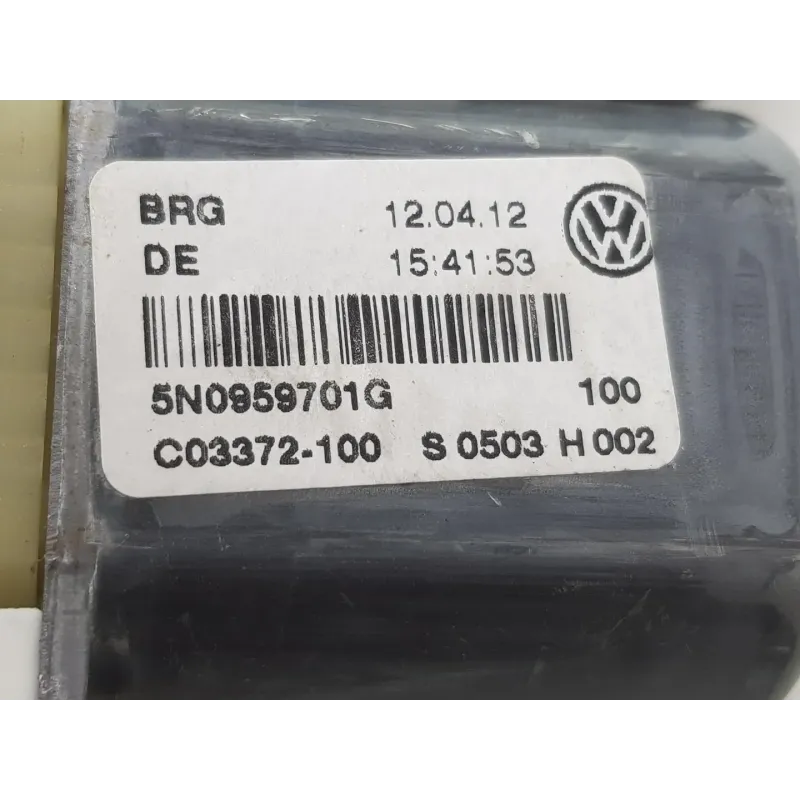 BRG 12.04.12
DE 15:41:53
5N0959701G 100
C03372-100 S 0503 H 002